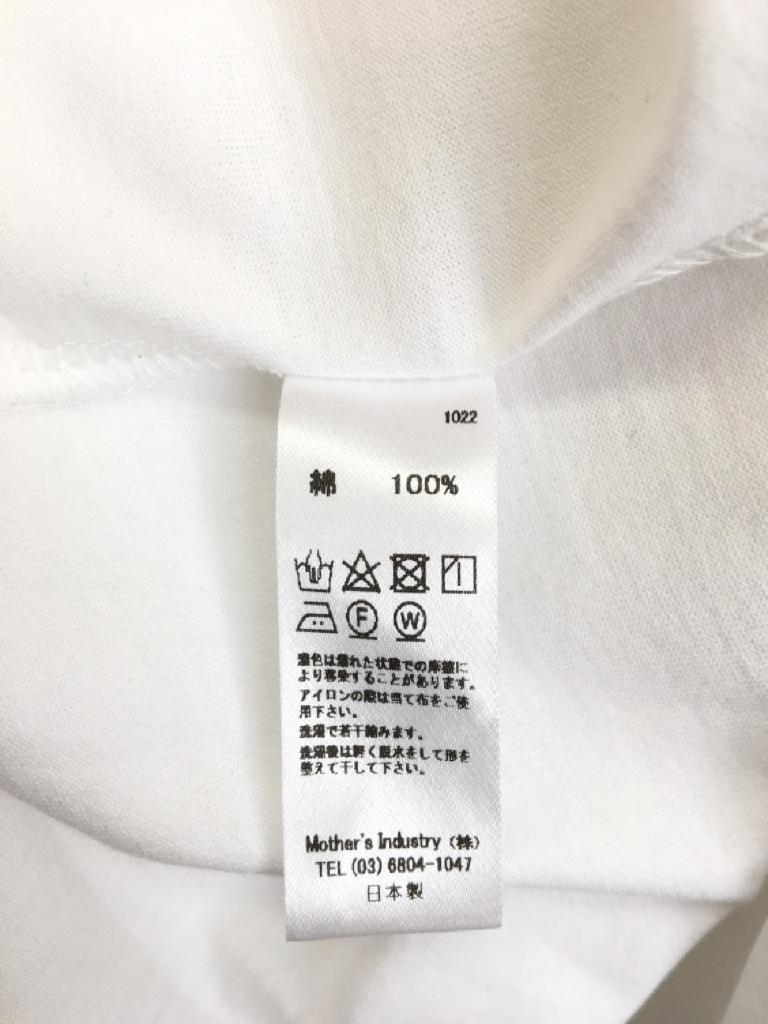 1022
綿 100%
F W
濃色は濡れた状態での摩擦に
より移染することがあります。
アイロンの際は当て布をご使
用下さい。
洗濯で若干縮みます。
洗濯後は軽く脱水をして形を
整えて干して下さい。
Mother's Industry (株)
TEL (03) 6804-1047
日本製